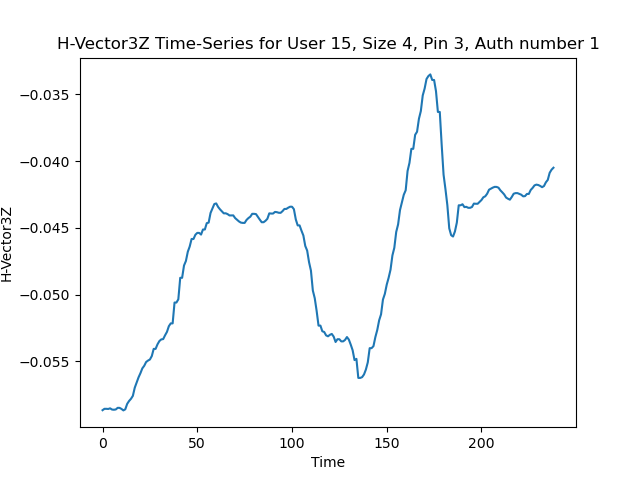 H-Vector3Z Time-Series for User 15, Size 4, Pin 3, Auth number 1
H-Vector3Z
−0.035
−0.040
−0.045
−0.050
−0.055
0 50 100 150 200
Time